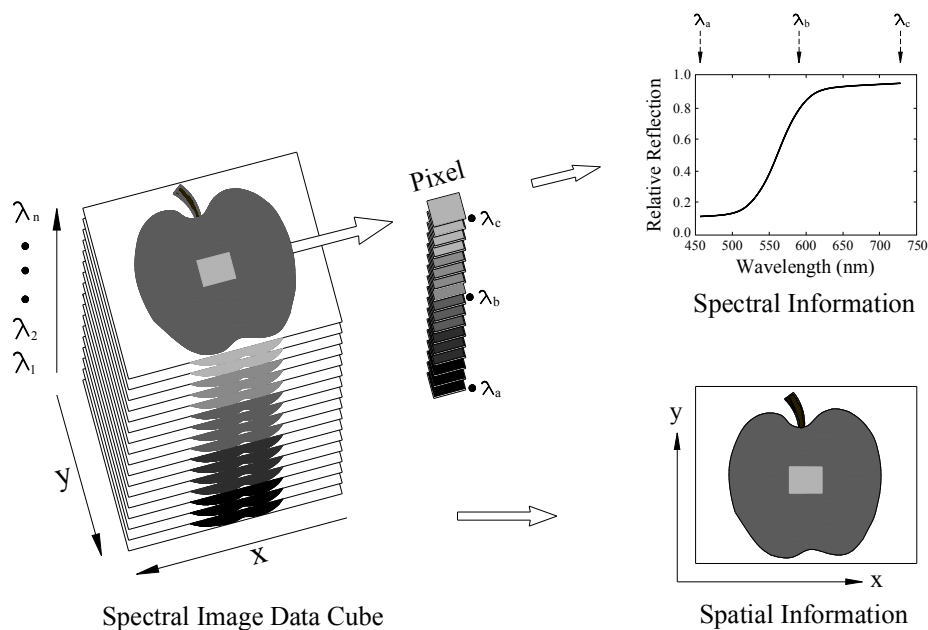 λa λb λc
1.0
0.8
0.6
0.4
0.2
0.0
Relative Reflection
450 500 550 600 650 700 750
Wavelength (nm)
Spectral Information
Pixel
λc
λb
λa
λn
λ2
λ1
y
x
Spectral Image Data Cube
y
x
Spatial Information